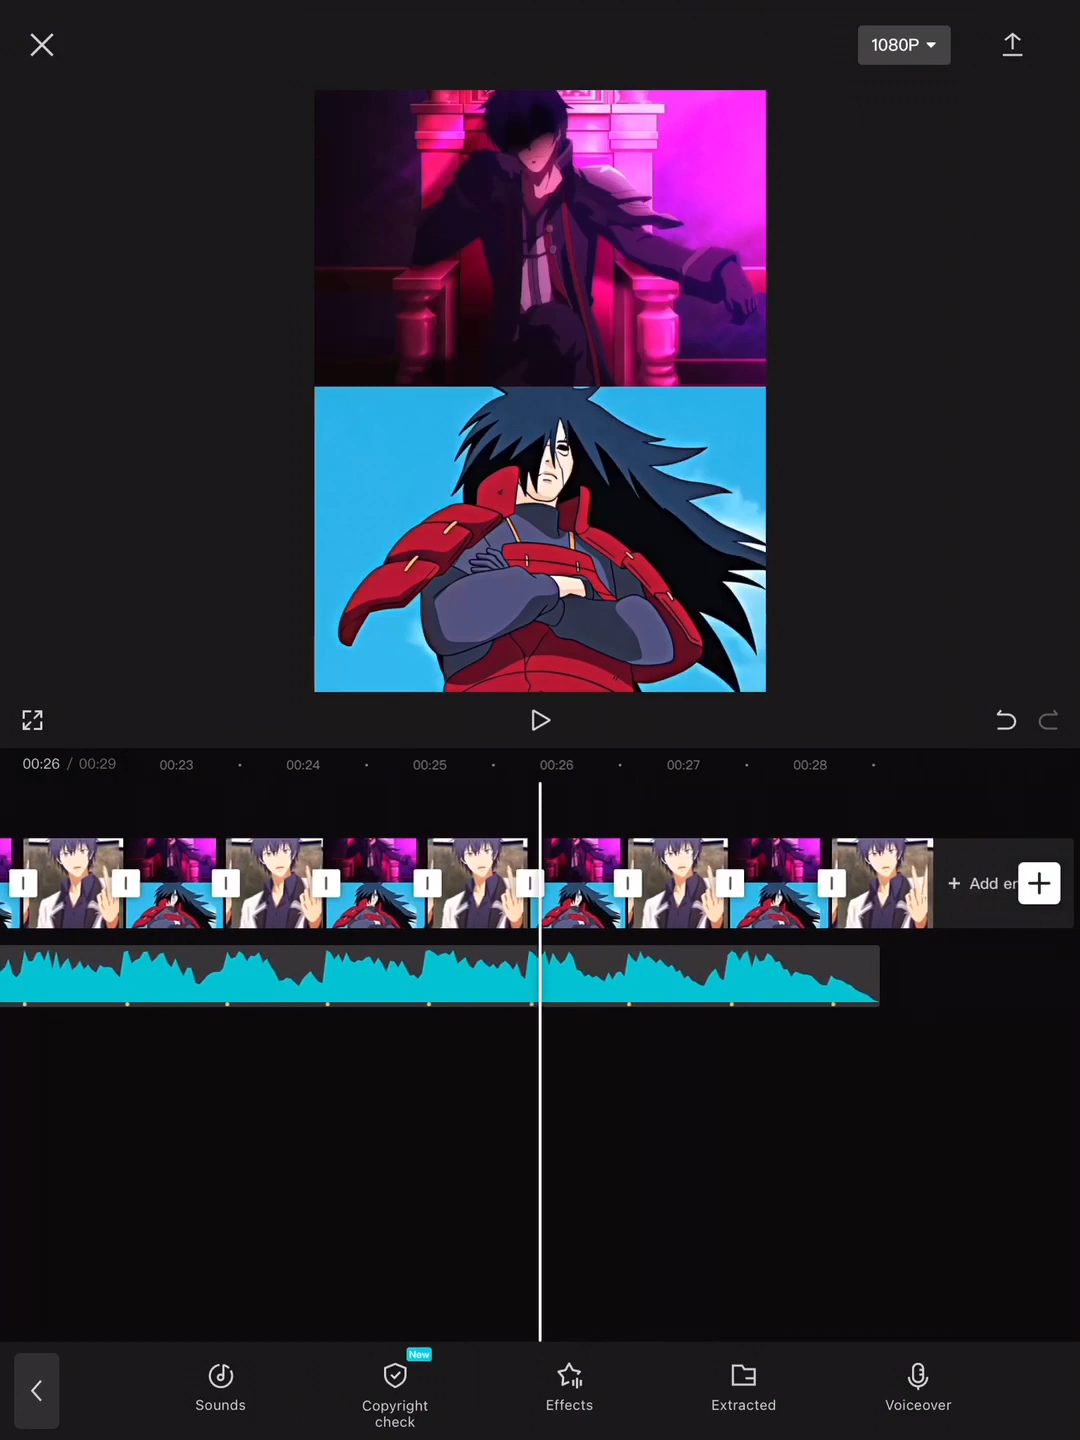 1080P
00:26 / 00:29
00:23
00:24
00:25
00:26
00:27
00:28
+ Add er
New
Sounds
Copyright
check
Effects
Extracted
Voiceover